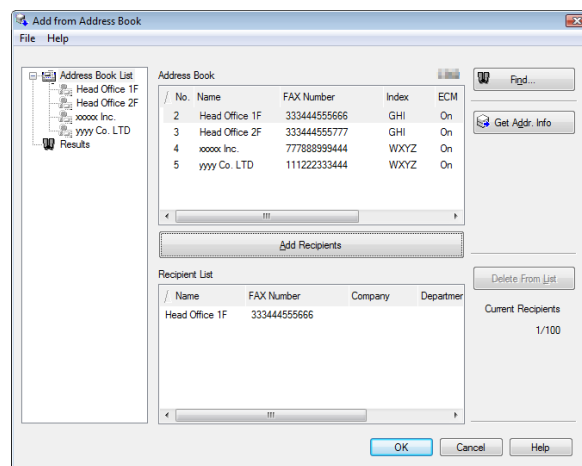 Add from Address Book
File Help
Address Book List
Head Office 1F
Head Office 2F
xxxxx Inc.
yyyy Co. LTD
Results
Address Book
/ No. Name FAX Number Index ECM
2 Head Office 1F 333444555666 GHI On
3 Head Office 2F 333444555777 GHI On
4 xxxxx Inc. 777888999444 WXYZ On
5 yyyy Co. LTD 111222333444 WXYZ On
Add Recipients
Recipient List
/ Name FAX Number Company Departmer
Head Office 1F 333444555666
Find...
Get Addr. Info
Delete From List
Current Recipients
1/100
OK Cancel Help